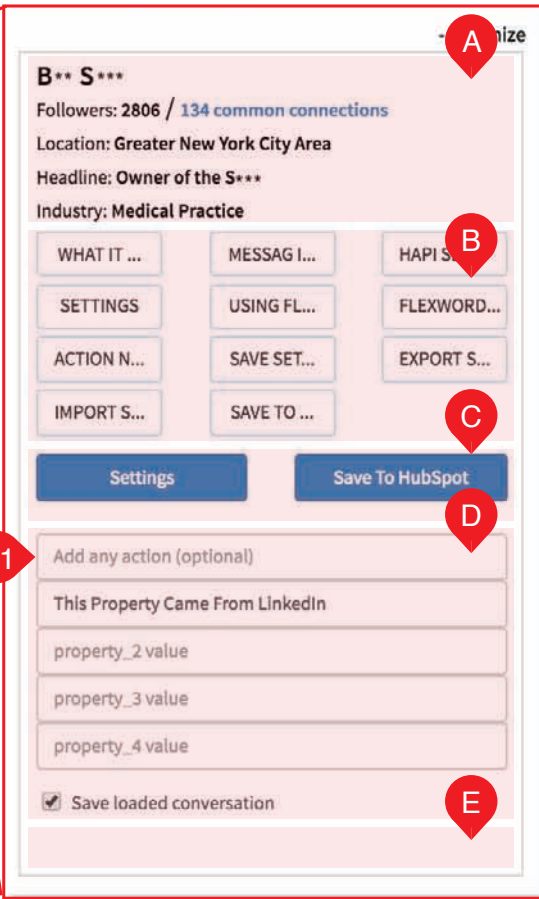 A
B** S***
Followers: 2806 / 134 common connections
Location: Greater New York City Area
Headline: Owner of the S***
Industry: Medical Practice
B
WHAT IT ... MESSAG I... HAPI
SETTINGS USING FL... FLEXWORD...
ACTION N... SAVE SET... EXPORT S...
IMPORT S... SAVE TO ...
C
Settings Save To HubSpot
D
1 Add any action (optional)
This Property Came From LinkedIn
property_2 value
property_3 value
property_4 value
Save loaded conversation
E